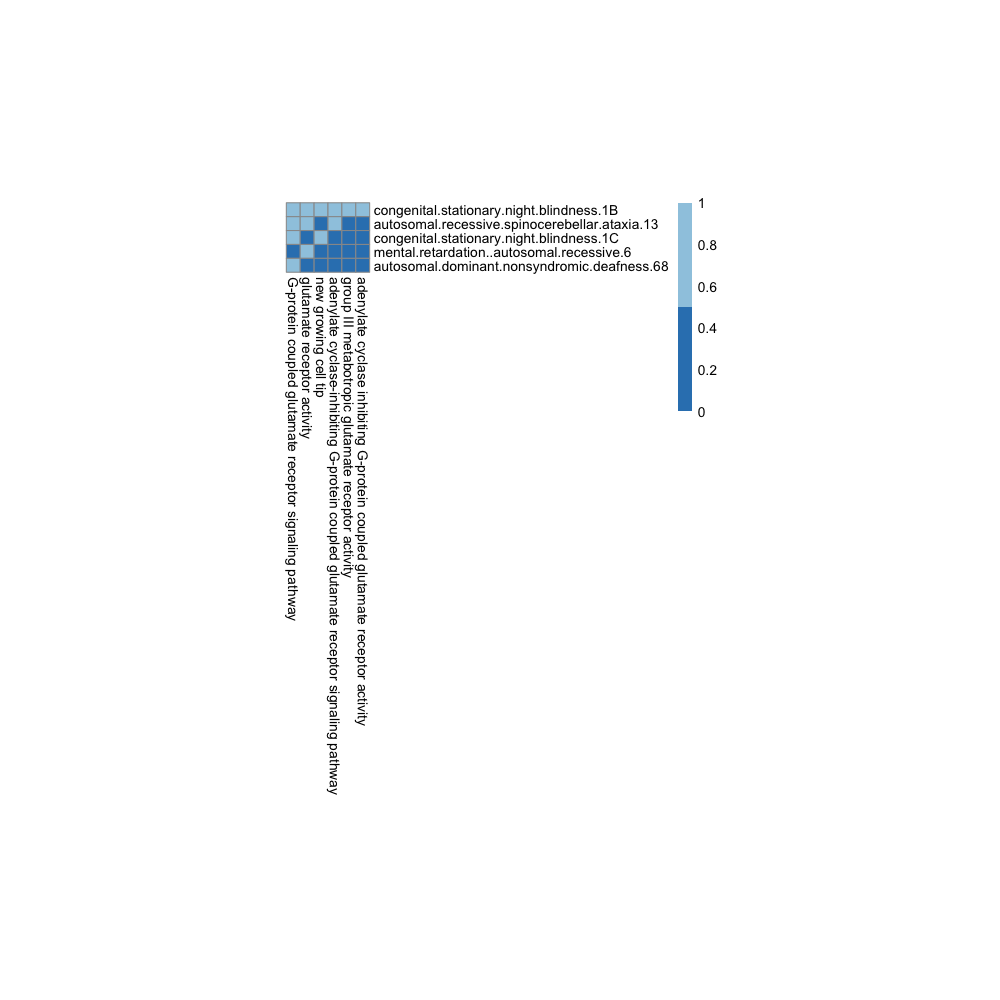 congenital.stationary.night.blindness.1B
autosomal.recessive.spinocerebellar.ataxia.13
congenital.stationary.night.blindness.1C
mental.retardation..autosomal.recessive.6
autosomal.dominant.nonsyndromic.deafness.68
1
0.8
0.6
0.4
0.2
0
G-protein coupled glutamate receptor signaling pathway
glutamate receptor activity
new growing cell tip
adenylate cyclase-inhibiting G-protein coupled glutamate receptor signaling pathway
group III metabotropic glutamate receptor activity
adenylate cyclase inhibiting G-protein coupled glutamate receptor activity